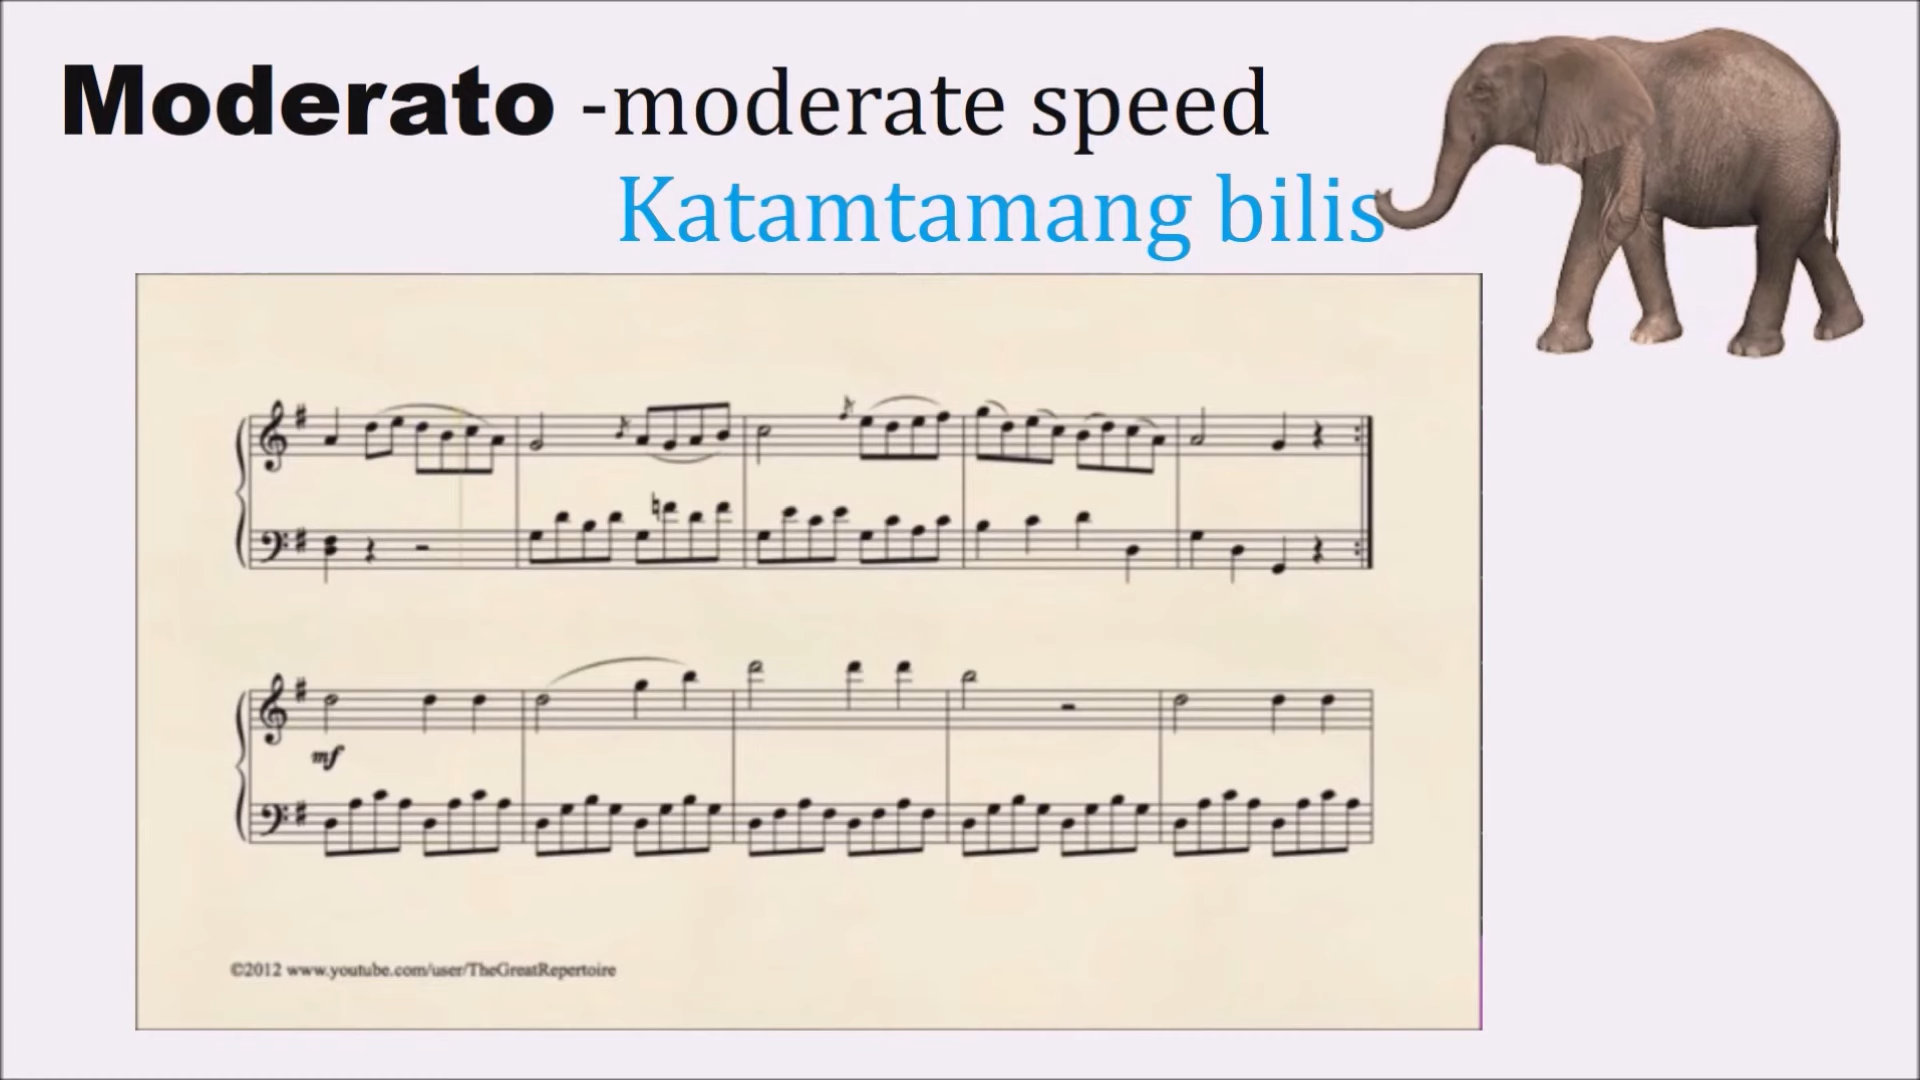 Moderato -moderate speed
Katamtamang bilis
mf
©2012 www.youtube.com/user/TheGreatRepertoire